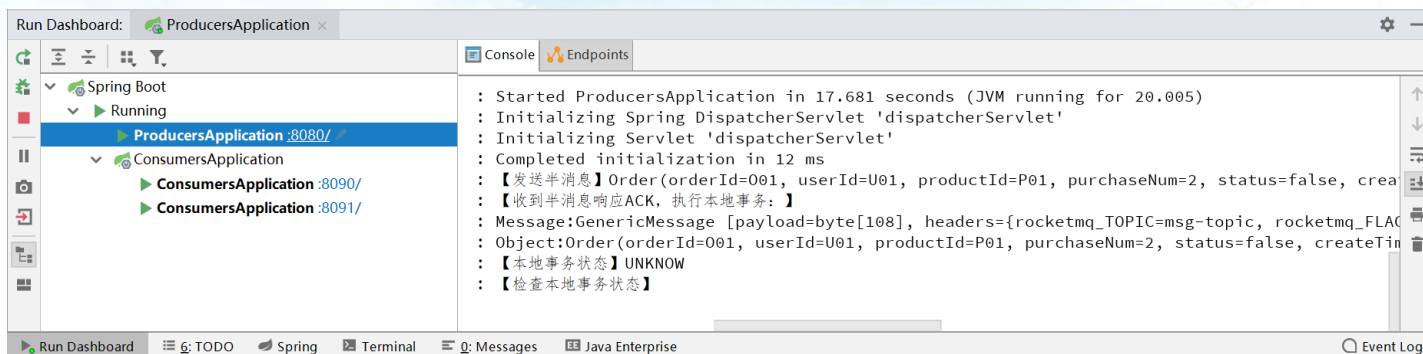 Run Dashboard: ProducersApplication
Console Endpoints
Spring Boot
Running
ProducersApplication :8080/
ConsumersApplication
ConsumersApplication :8090/
ConsumersApplication :8091/
: Started ProducersApplication in 17.681 seconds (JVM running for 20.005)
: Initializing Spring DispatcherServlet 'dispatcherServlet'
: Initializing Servlet 'dispatcherServlet'
: Completed initialization in 12 ms
: 【发送半消息】Order(orderId=O01, userId=U01, productId=P01, purchaseNum=2, status=false, crea
: 【收到半消息响应ACK，执行本地事务：】
: Message:GenericMessage [payload=byte[108], headers={rocketmq_TOPIC=msg-topic, rocketmq_FLAG
: Object:Order(orderId=O01, userId=U01, productId=P01, purchaseNum=2, status=false, createTim
: 【本地事务状态】UNKNOW
: 【检查本地事务状态】
Run Dashboard 6: TODO Spring Terminal 0: Messages Java Enterprise Event Log